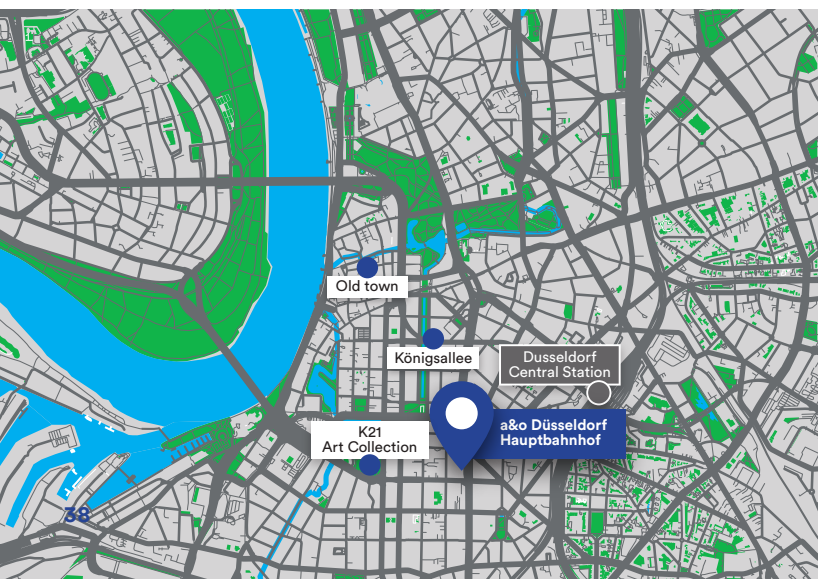 Old town
Königsallee
Dusseldorf
Central Station
a&o Düsseldorf
Hauptbahnhof
K21
Art Collection
38